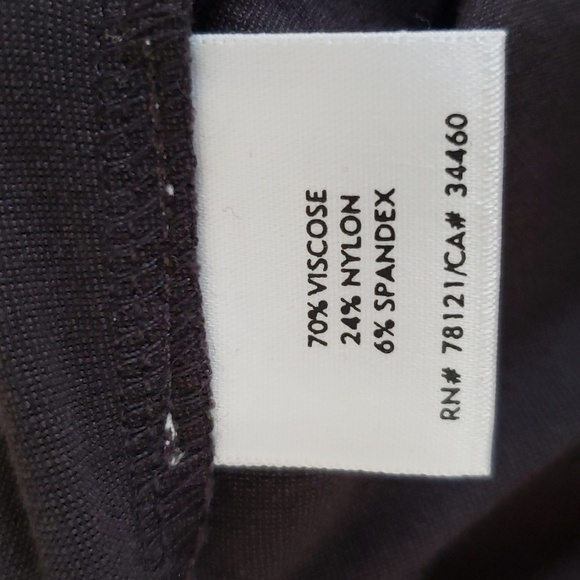 70% VISCOSE
24% NYLON
6% SPANDEX
RN# 78121/CA# 34460